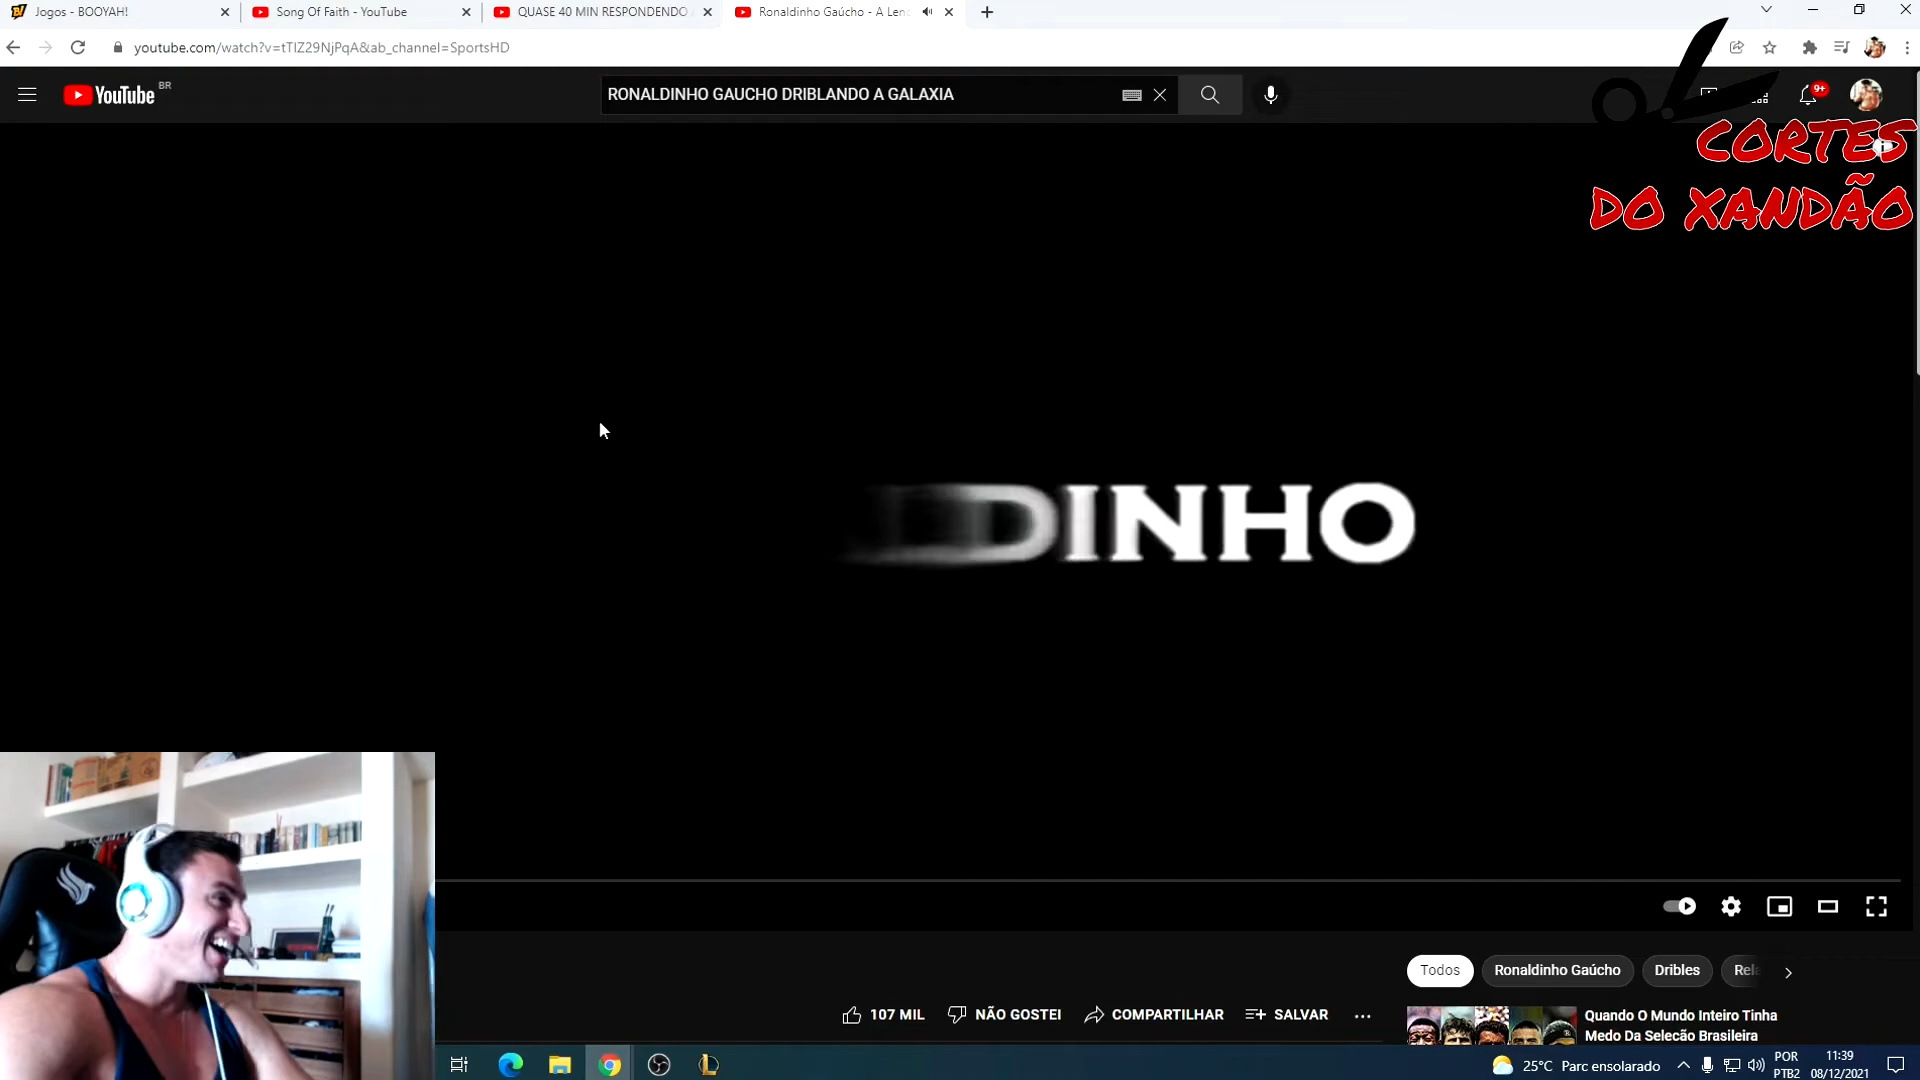 Jogos - BOOYAH!
Song Of Faith - YouTube
QUASE 40 MIN RESPONDENDO
Ronaldinho Gaúcho - A Len
youtube.com/watch?v=tTIZ29NjPqA&ab_channel=SportsHD
YouTube
BR
RONALDINHO GAUCHO DRIBLANDO A GALAXIA
9+
CORTES
DO XANDÃO
DINHO
Todos
Ronaldinho Gaúcho
Dribles
Rela
107 MIL
NÃO GOSTEI
COMPARTILHAR
SALVAR
Quando O Mundo Inteiro Tinha
Medo Da Seleção Brasileira
25°C Parc ensolarado
POR
PTB2
11:39
08/12/2021